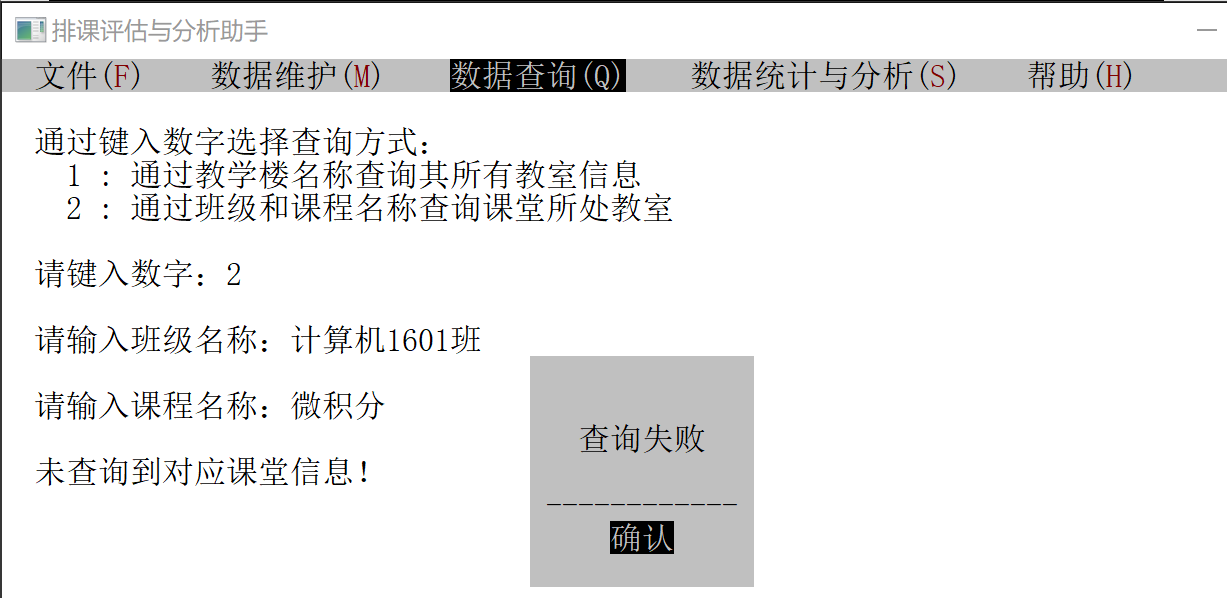 排课评估与分析助手
文件(F) 数据维护(M) 数据查询(Q) 数据统计与分析(S) 帮助(H)
通过键入数字选择查询方式：
1 : 通过教学楼名称查询其所有教室信息
2 : 通过班级和课程名称查询课堂所处教室
请键入数字：2
请输入班级名称：计算机1601班
请输入课程名称：微积分
未查询到对应课堂信息！
查询失败
------------
确认